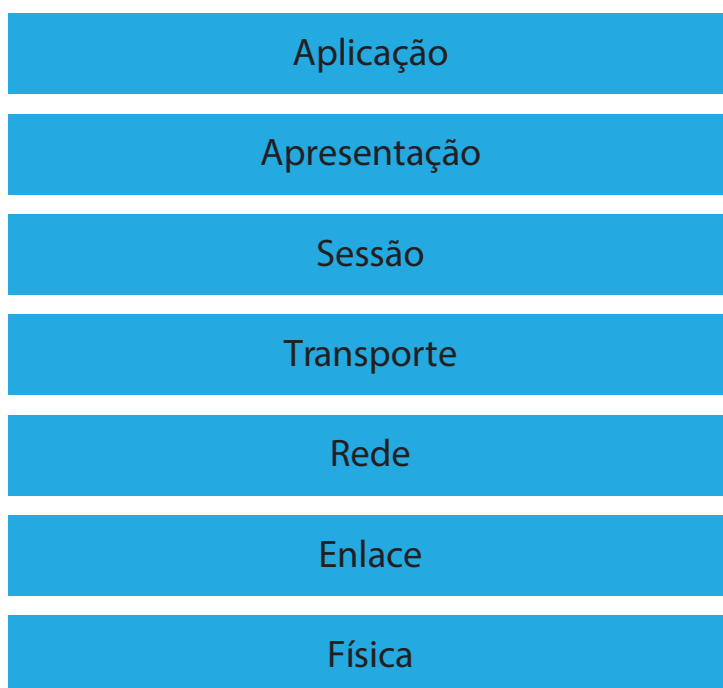 Aplicação
Apresentação
Sessão
Transporte
Rede
Enlace
Física